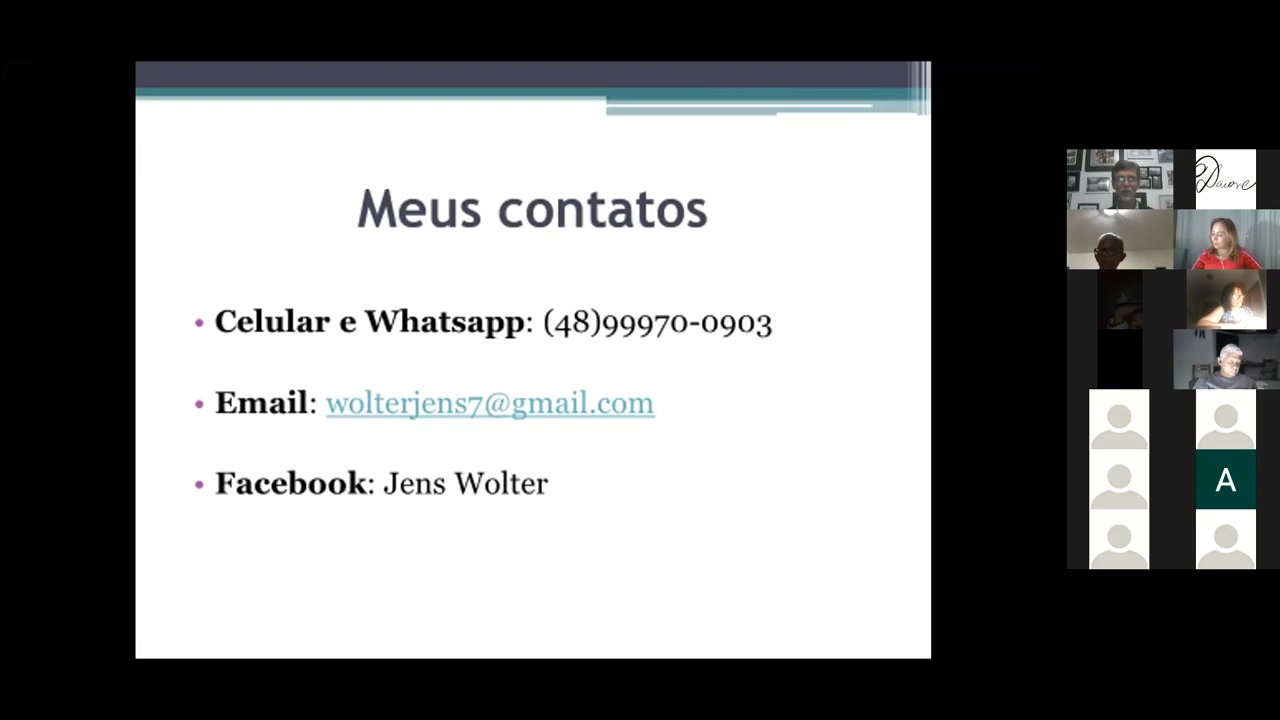 Meus contatos
• Celular e Whatsapp: (48)99970-0903
• Email: wolterjens7@gmail.com
• Facebook: Jens Wolter
A